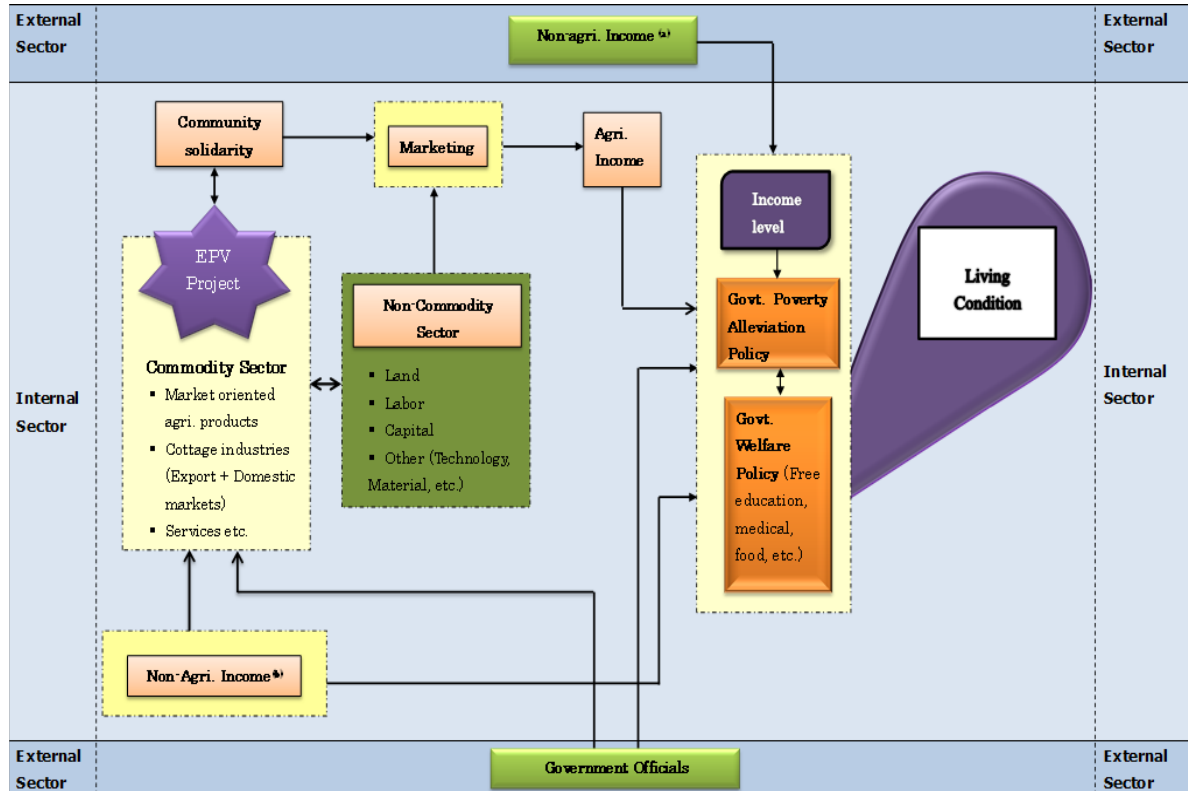 External
Sector
Non-agri. Income (a)
External
Sector
Community
solidarity
Marketing
Agri.
Income
Income
level
EPV
Project
Living
Condition
Non-Commodity
Sector
Govt. Poverty
Alleviation
Policy
Commodity Sector
▪ Market oriented
agri. products
▪ Cottage industries
(Export + Domestic
markets)
▪ Services etc.
▪ Land
▪ Labor
▪ Capital
▪ Other (Technology,
Material, etc.)
Internal
Sector
Internal
Sector
Govt.
Welfare
Policy (Free
education,
medical,
food, etc.)
Non-Agri. Income
External
Sector
Government Officials
External
Sector